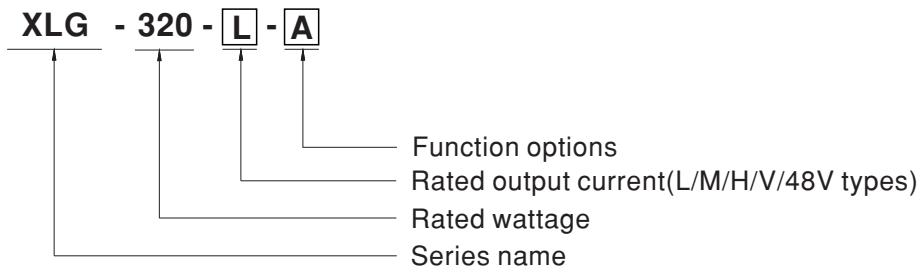 XLG - 320 - L - A
Function options
Rated output current(L/M/H/V/48V types)
Rated wattage
Series name